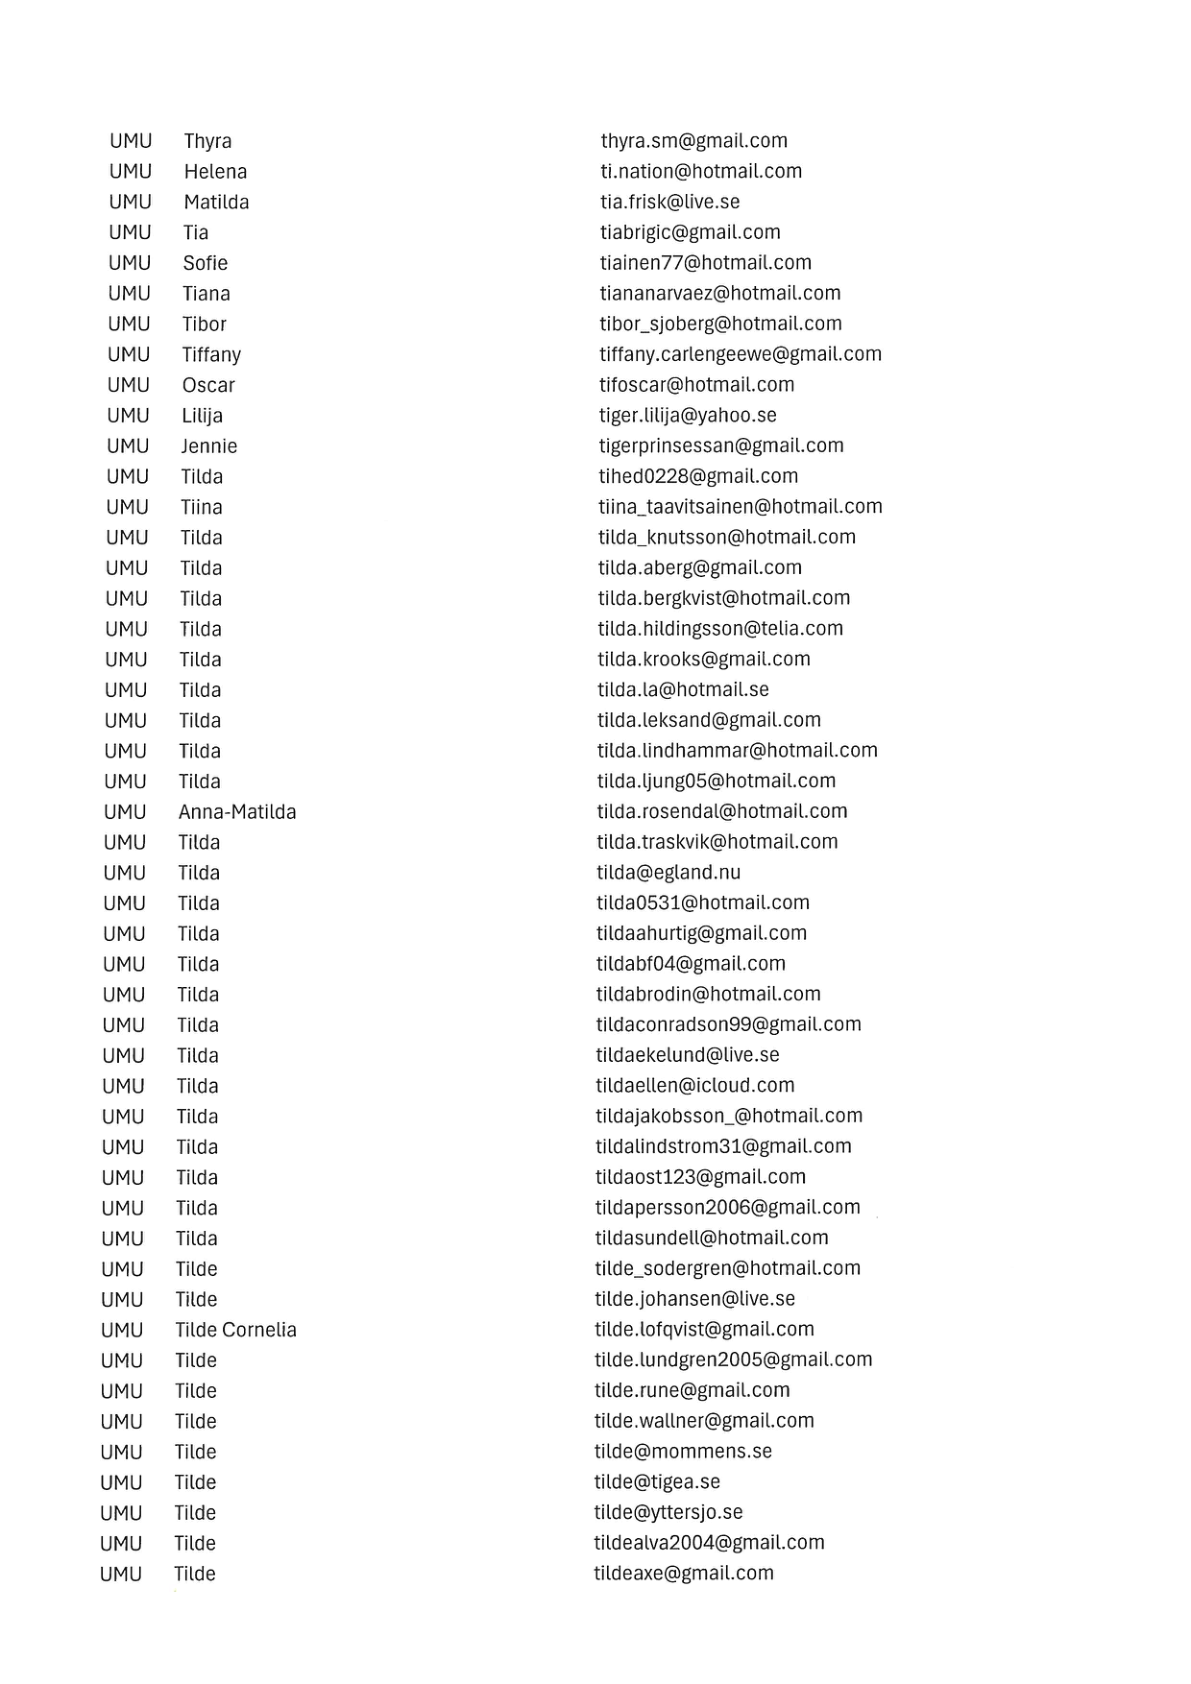 UMU Thyra thyra.sm@gmail.com
UMU Helena ti.nation@hotmail.com
UMU Matilda tia.frisk@live.se
UMU Tia tiabrigic@gmail.com
UMU Sofie tiainen77@hotmail.com
UMU Tiana tiananarvaez@hotmail.com
UMU Tibor tibor_sjoberg@hotmail.com
UMU Tiffany tiffany.carlengeewe@gmail.com
UMU Oscar tifoscar@hotmail.com
UMU Lilija tiger.lilija@yahoo.se
UMU Jennie tigerprinsessan@gmail.com
UMU Tilda tihed0228@gmail.com
UMU Tiina tiina_taavitsainen@hotmail.com
UMU Tilda tilda_knutsson@hotmail.com
UMU Tilda tilda.aberg@gmail.com
UMU Tilda tilda.bergkvist@hotmail.com
UMU Tilda tilda.hildingsson@telia.com
UMU Tilda tilda.krooks@gmail.com
UMU Tilda tilda.la@hotmail.se
UMU Tilda tilda.leksand@gmail.com
UMU Tilda tilda.lindhammar@hotmail.com
UMU Tilda tilda.ljung05@hotmail.com
UMU Anna-Matilda tilda.rosendal@hotmail.com
UMU Tilda tilda.traskvik@hotmail.com
UMU Tilda tilda@egland.nu
UMU Tilda tilda0531@hotmail.com
UMU Tilda tildaahurtig@gmail.com
UMU Tilda tildabf04@gmail.com
UMU Tilda tildabrodin@hotmail.com
UMU Tilda tildaconradson99@gmail.com
UMU Tilda tildaekelund@live.se
UMU Tilda tildaellen@icloud.com
UMU Tilda tildajakobsson_@hotmail.com
UMU Tilda tildalindstrom31@gmail.com
UMU Tilda tildaost123@gmail.com
UMU Tilda tildapersson2006@gmail.com
UMU Tilda tildasundell@hotmail.com
UMU Tilde tilde_sodergren@hotmail.com
UMU Tilde tilde.johansen@live.se
UMU Tilde Cornelia tilde.lofqvist@gmail.com
UMU Tilde tilde.lundgren2005@gmail.com
UMU Tilde tilde.rune@gmail.com
UMU Tilde tilde.wallner@gmail.com
UMU Tilde tilde@mommens.se
UMU Tilde tilde@tigea.se
UMU Tilde tilde@yttersjo.se
UMU Tilde tildealva2004@gmail.com
UMU Tilde tildeaxe@gmail.com